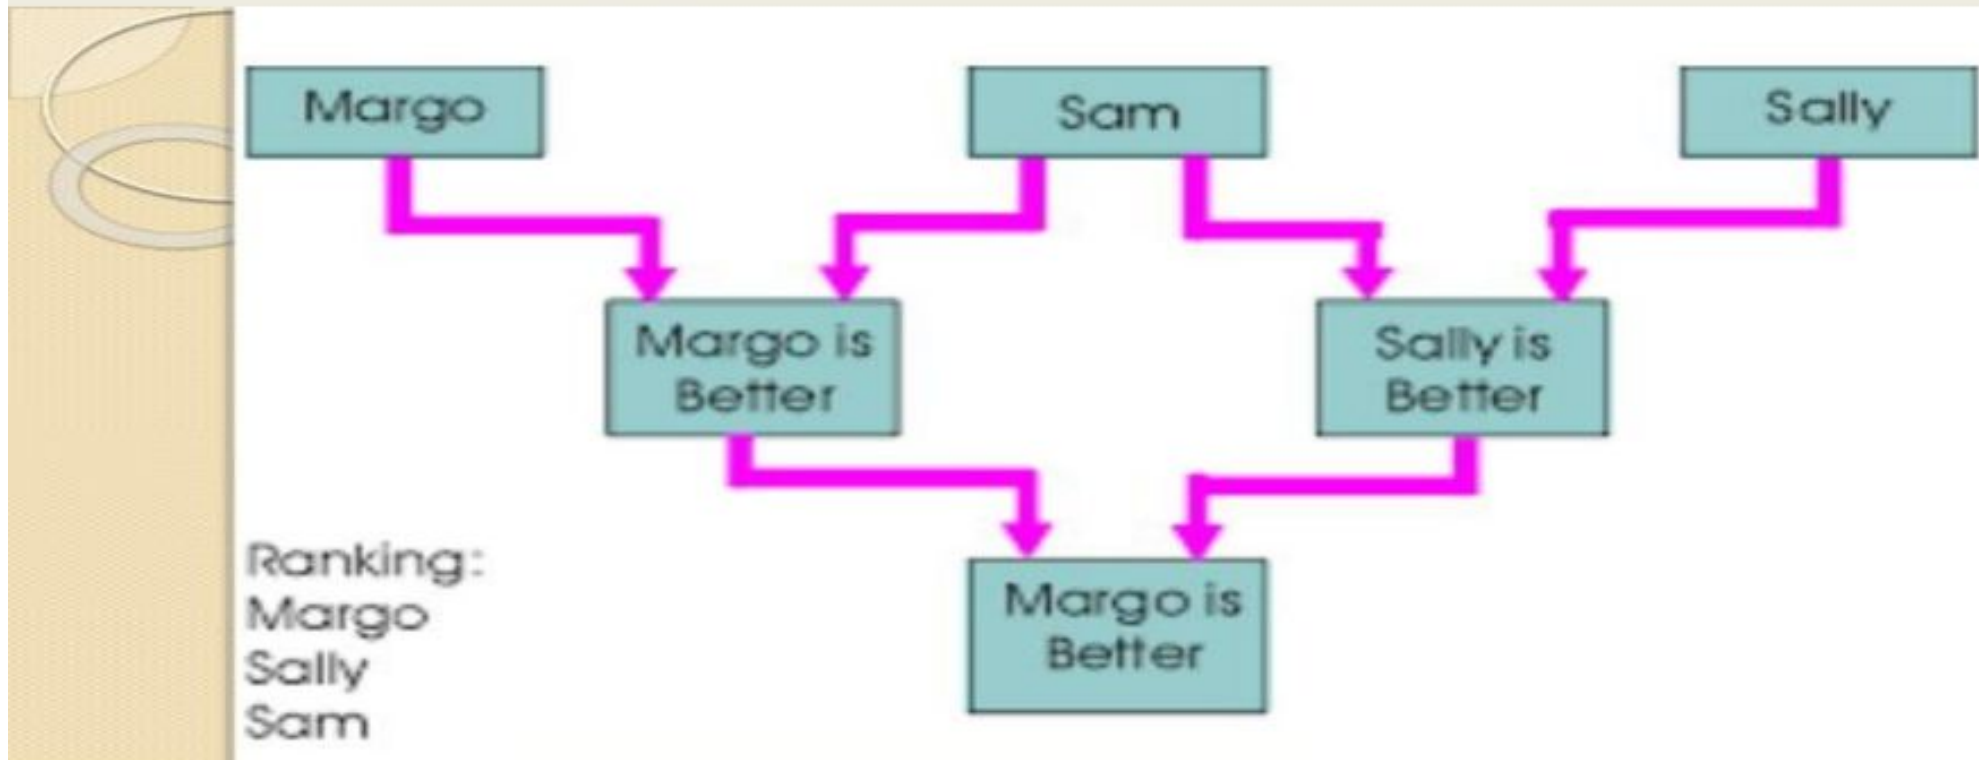 Margo
Sam
Sally
Margo is
Better
Sally is
Better
Margo is
Better
Ranking:
Margo
Sally
Sam